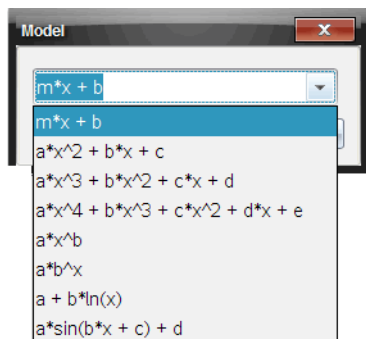 Model
m*x + b
m*x + b
a*x^2 + b*x + c
a*x^3 + b*x^2 + c*x + d
a*x^4 + b*x^3 + c*x^2 + d*x + e
a*x^b
a*b^x
a + b*ln(x)
a*sin(b*x + c) + d